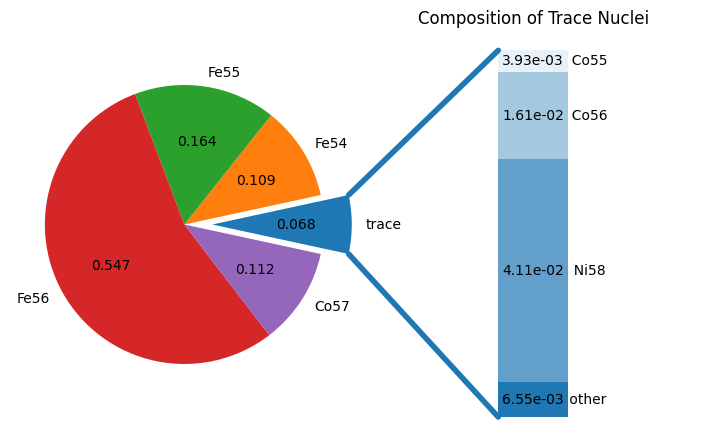 Composition of Trace Nuclei
Fe55
0.164
Fe54
0.109
0.068
trace
0.547
0.112
Fe56
Co57
3.93e-03 Co55
1.61e-02 Co56
4.11e-02 Ni58
6.55e-03 other